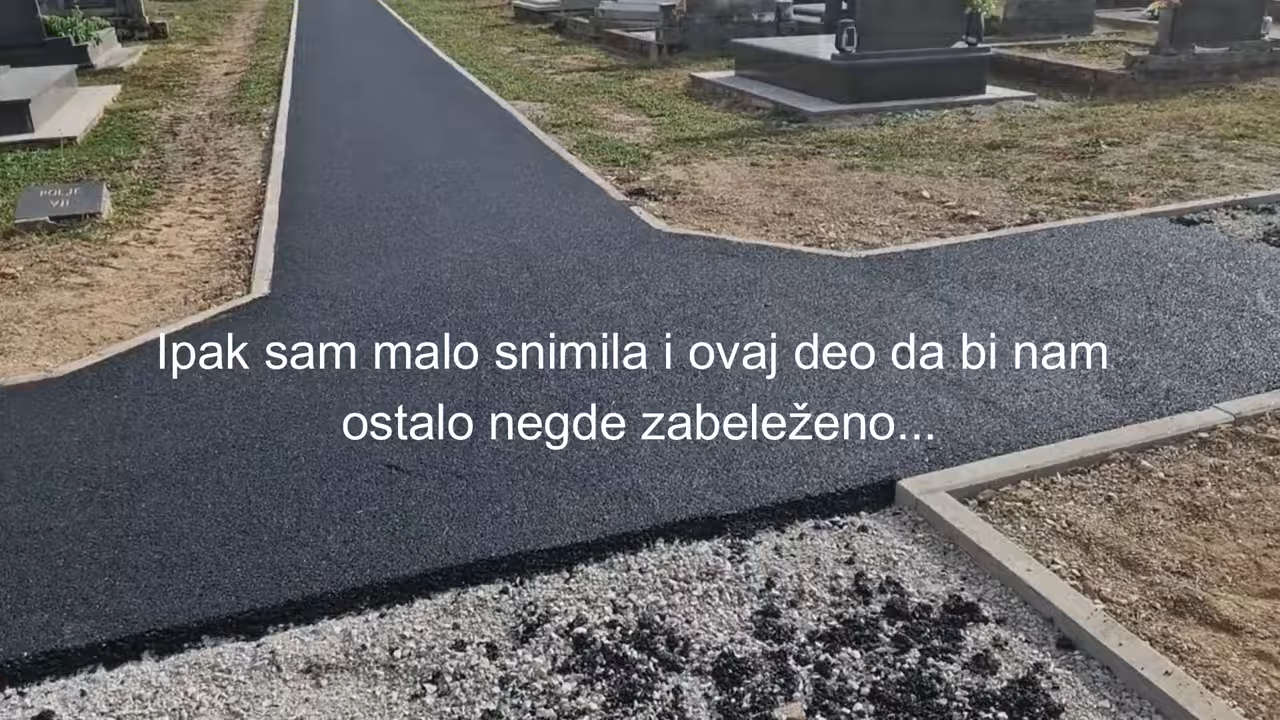 POLJE
VII
Ipak sam malo snimila i ovaj deo da bi nam
ostalo negde zabeleženo...